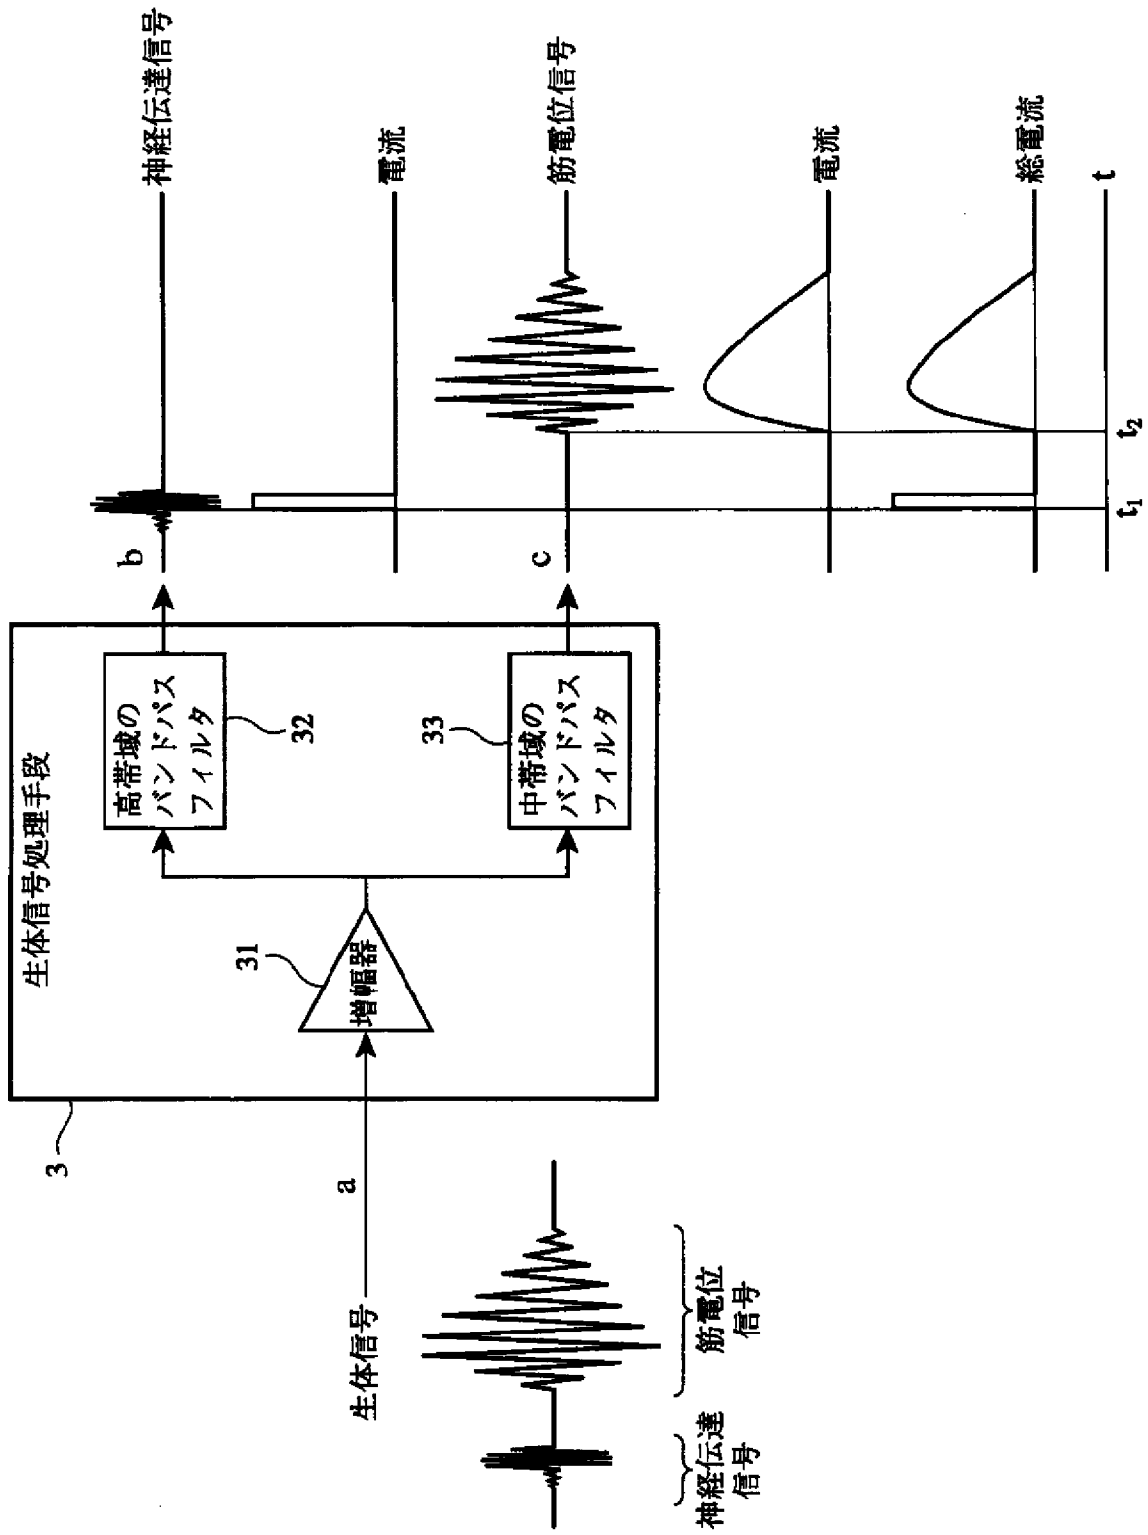 生体信号処理手段
3
生体信号
a
増幅器
31
高帯域の
バンドパス
フィルタ
32
中帯域の
バンドパス
フィルタ
33
神経伝達
信号
筋電位
信号
b
神経伝達信号
電流
c
筋電位信号
電流
総電流
t1
t2
t